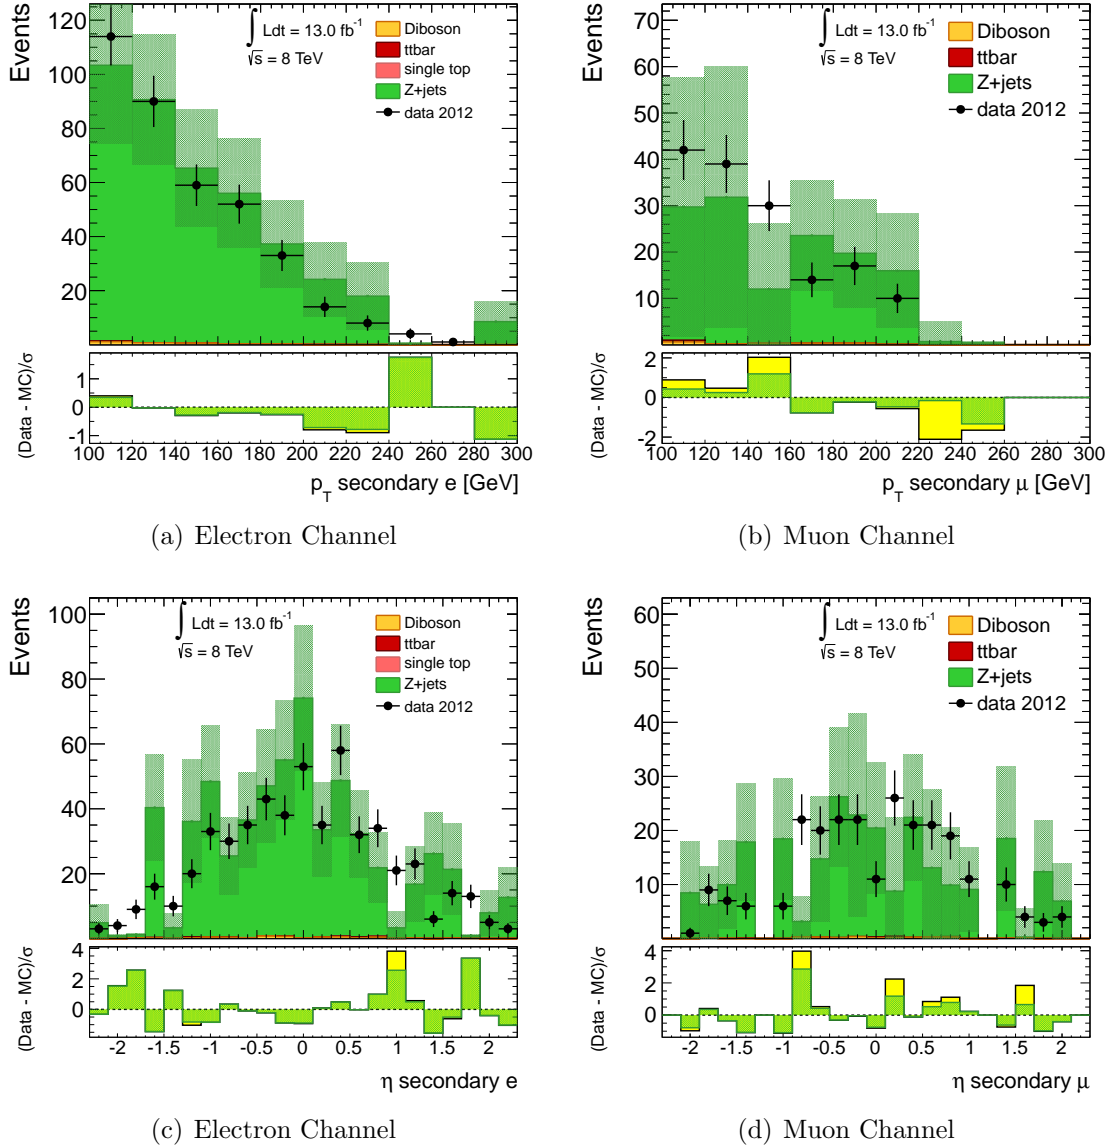 Events
120
100
80
60
40
20
∫ Ldt = 13.0 fb⁻¹
√s = 8 TeV
Diboson
ttbar
single top
Z+jets
data 2012
(Data - MC)/σ
1
0
-1
100 120 140 160 180 200 220 240 260 280 300
p_T secondary e [GeV]
(a) Electron Channel
Events
70
60
50
40
30
20
10
∫ Ldt = 13.0 fb⁻¹
√s = 8 TeV
Diboson
ttbar
Z+jets
data 2012
(Data - MC)/σ
2
0
-2
100 120 140 160 180 200 220 240 260 280 300
p_T secondary μ [GeV]
(b) Muon Channel
Events
100
80
60
40
20
∫ Ldt = 13.0 fb⁻¹
√s = 8 TeV
Diboson
ttbar
single top
Z+jets
data 2012
(Data - MC)/σ
4
2
0
-2
-2 -1.5 -1 -0.5 0 0.5 1 1.5 2
η secondary e
(c) Electron Channel
Events
60
50
40
30
20
10
∫ Ldt = 13.0 fb⁻¹
√s = 8 TeV
Diboson
ttbar
Z+jets
data 2012
(Data - MC)/σ
4
2
0
-2 -1.5 -1 -0.5 0 0.5 1 1.5 2
η secondary μ
(d) Muon Channel